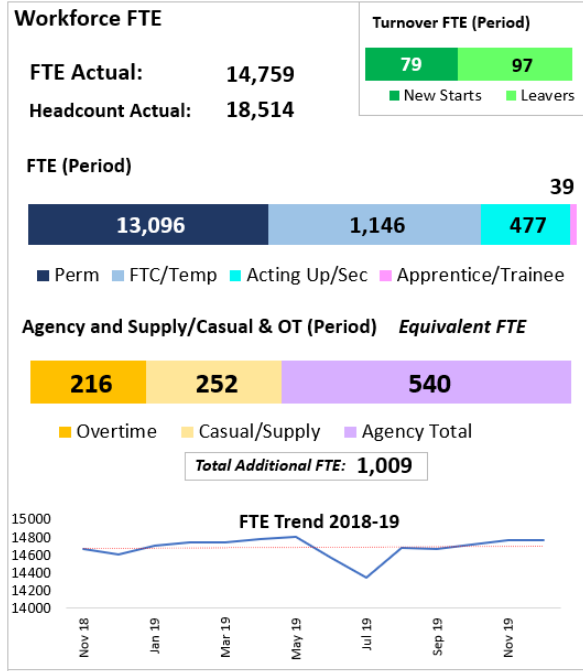 Workforce FTE
Turnover FTE (Period)
79 97
New Starts Leavers
FTE Actual: 14,759
Headcount Actual: 18,514
FTE (Period)
39
13,096 1,146 477
Perm FTC/Temp Acting Up/Sec Apprentice/Trainee
Agency and Supply/Casual & OT (Period) Equivalent FTE
216 252 540
Overtime Casual/Supply Agency Total
Total Additional FTE: 1,009
FTE Trend 2018-19
15000
14800
14600
14400
14200
14000
Nov 18 Jan 19 Mar 19 May 19 Jul 19 Sep 19 Nov 19